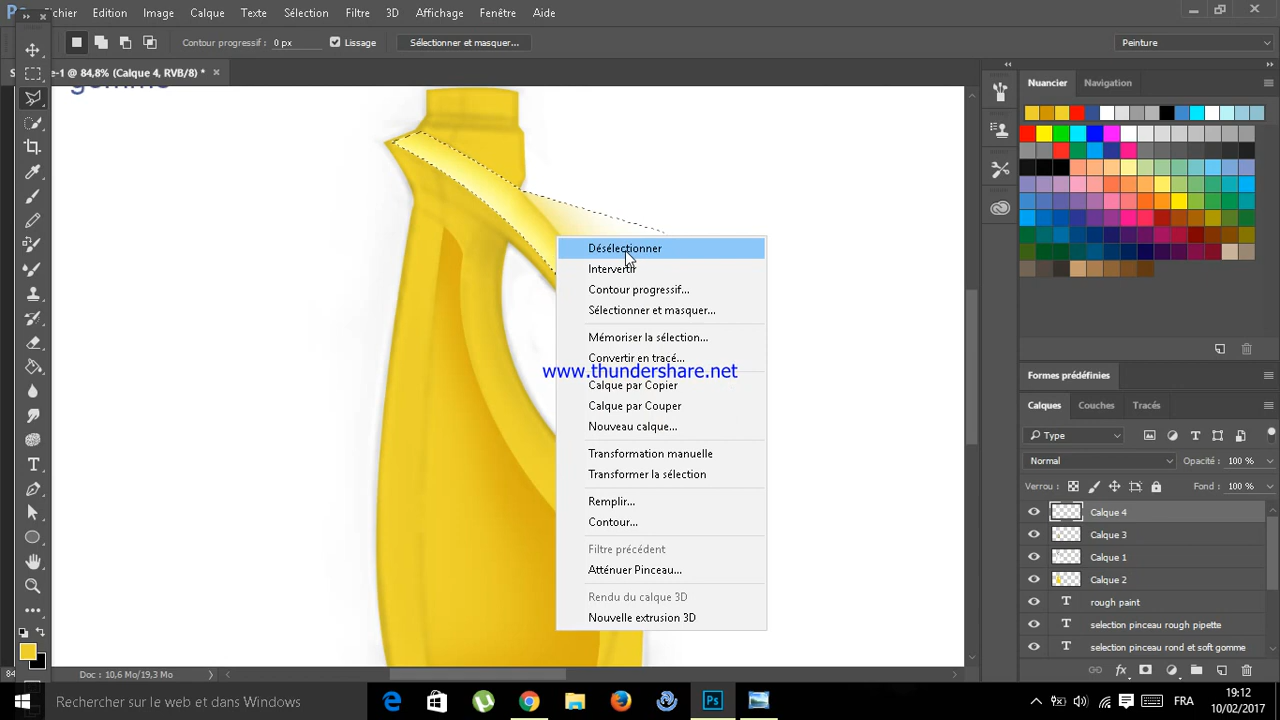 Fichier Edition Image Calque Texte Sélection Filtre 3D Affichage Fenêtre Aide
Contour progressif : 0 px Lissage Sélectionner et masquer... Peinture
e-1 @ 84,8% (Calque 4, RVB/8) * ×
gomme
Nuancier Navigation
Désélectionner
Intervertir
Contour progressif...
Sélectionner et masquer...
Mémoriser la sélection...
Convertir en tracé...
www.thundershare.net
Calque par Copier
Calque par Couper
Nouveau calque...
Transformation manuelle
Transformer la sélection
Remplir...
Contour...
Filtre précédent
Atténuer Pinceau...
Rendu du calque 3D
Nouvelle extrusion 3D
Formes prédéfinies
Calques Couches Tracés
Type
Normal Opacité : 100 %
Verrou : Fond : 100 %
Calque 4
Calque 3
Calque 1
Calque 2
rough paint
selection pinceau rough pipette
selection pinceau rond et soft gomme
84 Doc : 10,6 Mo/19,3 Mo
Rechercher sur le web et dans Windows
FRA
19:12
10/02/2017